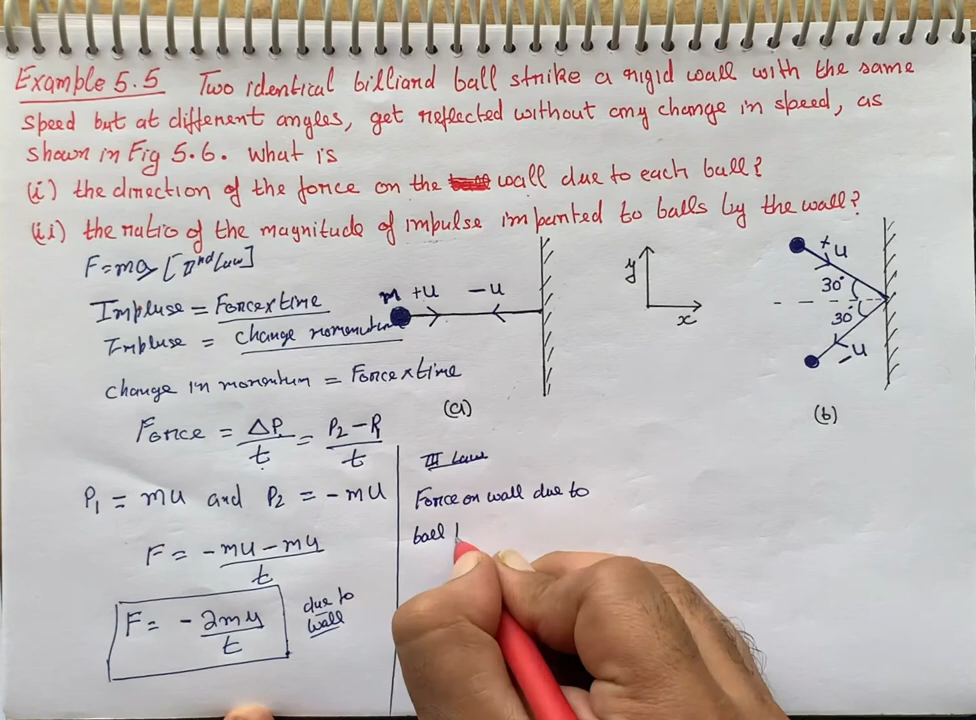 Example 5.5 Two identical billiard ball strike a rigid wall with the same
speed but at different angles, get reflected without any change in speed, as
shown in Fig 5.6. What is
(i) the direction of the force on the wall due to each ball?
(ii) the ratio of the magnitude of impulse imparted to balls by the wall?
F=ma [IInd Law]
Impluse = Force×time
Impluse = change momentum
change in momentum = Force×time
Force = ΔP/t = P2-P1/t
P1 = mu and P2 = -mu
F = -mu-mu/t
F = -2mu/t due to
wall
m +u -u
(a)
y
x
+u
30°
30°
-u
(b)
III Law
Force on wall due to
ball